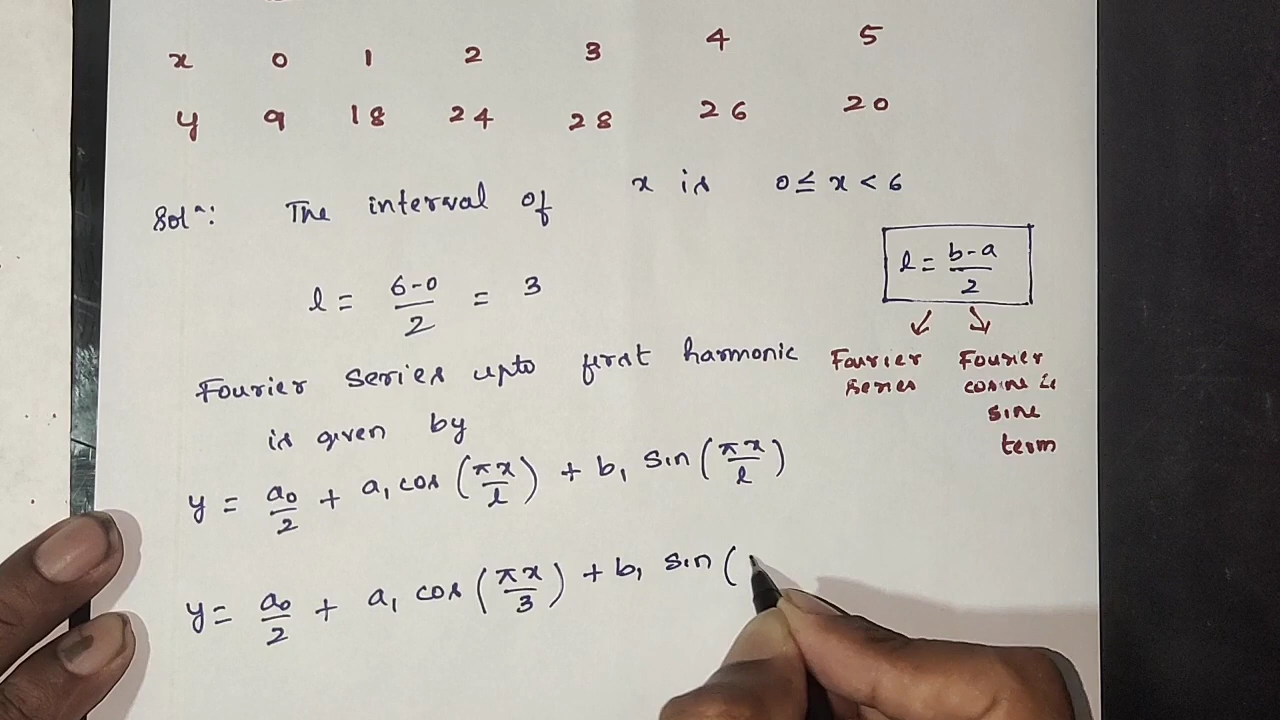 x 0 1 2 3 4 5
y 9 18 24 28 26 20
Solⁿ: The interval of x is 0 ≤ x < 6
l = (6-0)/2 = 3
l = (b-a)/2
↙ ↘
Fourier series
Fourier cosine & sine term
Fourier series upto first harmonic
is given by
y = a₀/2 + a₁ cos (πx/l) + b₁ sin (πx/l)
y = a₀/2 + a₁ cos (πx/3) + b₁ sin (